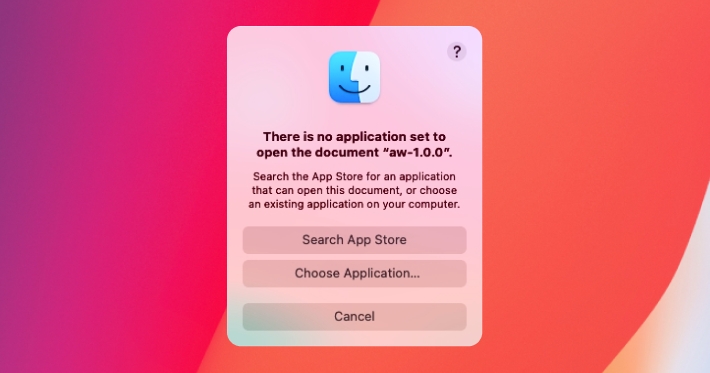 ?
There is no application set to
open the document “aw-1.0.0”.
Search the App Store for an application
that can open this document, or choose
an existing application on your computer.
Search App Store
Choose Application...
Cancel